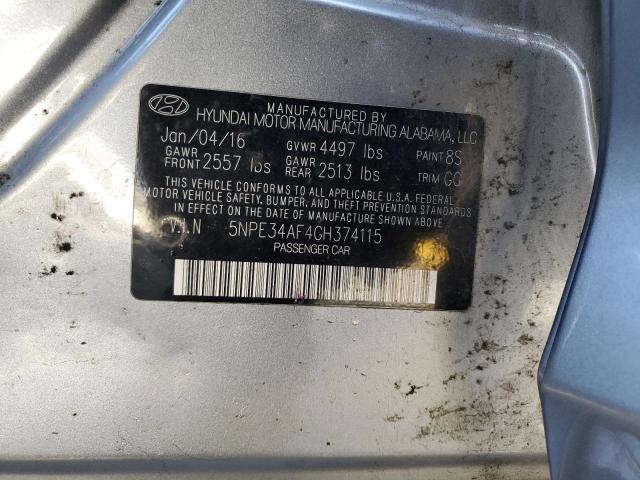 MANUFACTURED BY
HYUNDAI MOTOR MANUFACTURING ALABAMA, LLC
Jan/04/16 GVWR 4497 lbs PAINT 8S
GAWR FRONT 2557 lbs GAWR REAR 2513 lbs TRIM GG
THIS VEHICLE CONFORMS TO ALL APPLICABLE U.S.A. FEDERAL
MOTOR VEHICLE SAFETY, BUMPER, AND THEFT PREVENTION STANDARDS
IN EFFECT ON THE DATE OF MANUFACTURE SHOWN ABOVE.
V.I.N 5NPE34AF4GH374115
PASSENGER CAR